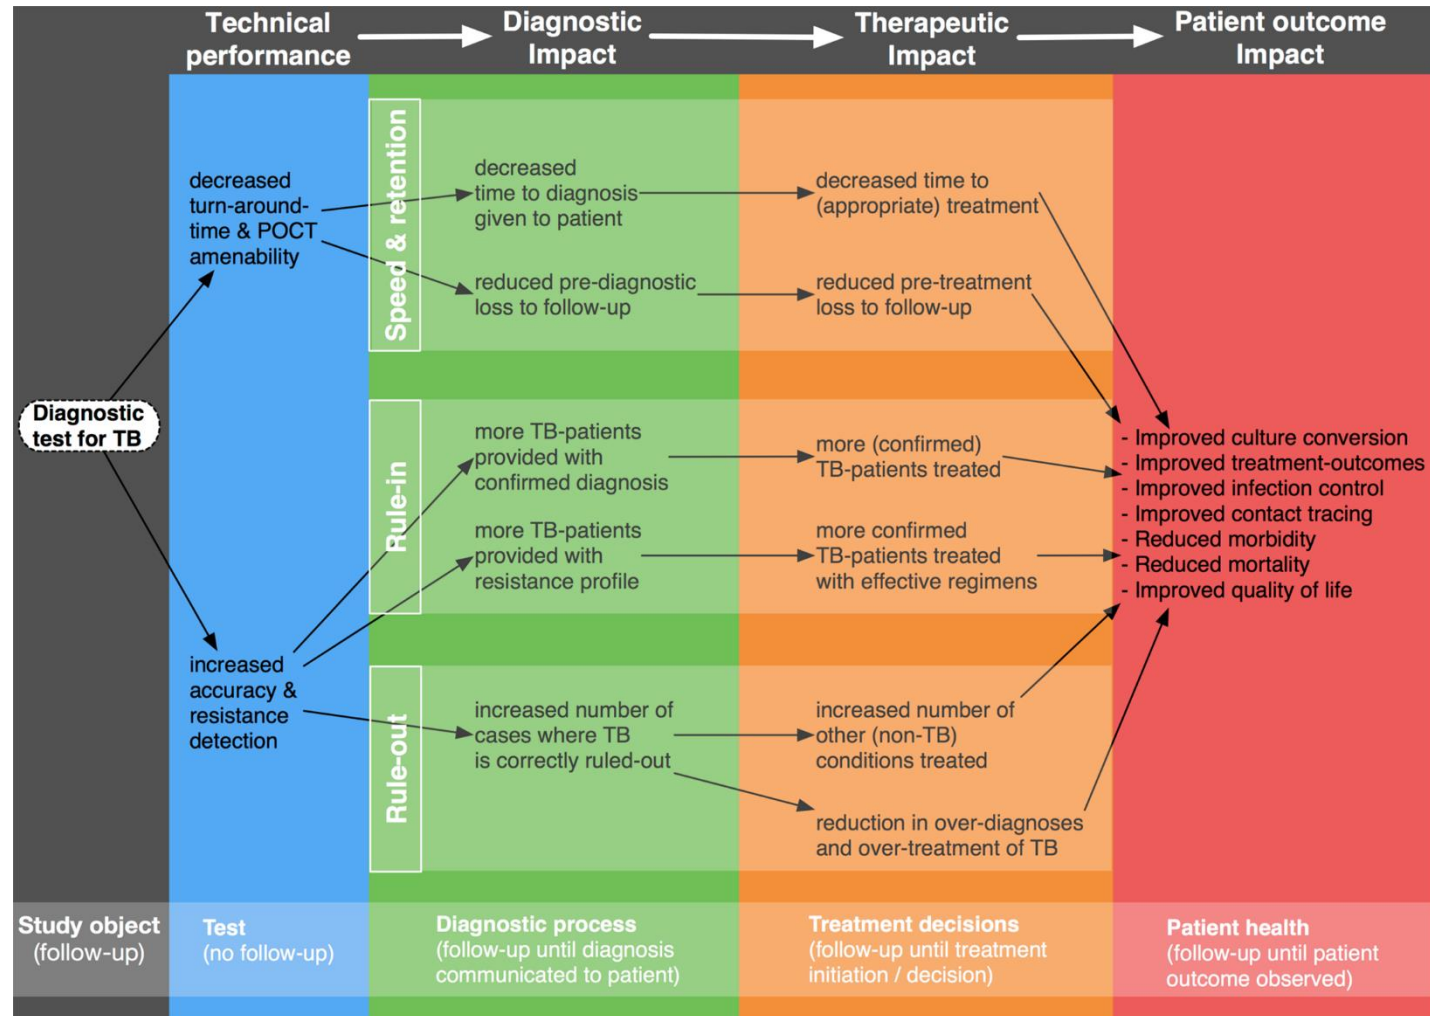 Technical
performance
Diagnostic
Impact
Therapeutic
Impact
Patient outcome
Impact
Diagnostic
test for TB
decreased
turn-around-
time & POCT
amenability
increased
accuracy &
resistance
detection
Speed & retention
decreased
time to diagnosis
given to patient
decreased time to
(appropriate) treatment
reduced pre-diagnostic
loss to follow-up
reduced pre-treatment
loss to follow-up
Rule-in
more TB-patients
provided with
confirmed diagnosis
more (confirmed)
TB-patients treated
more TB-patients
provided with
resistance profile
more confirmed
TB-patients treated
with effective regimens
Rule-out
increased number of
cases where TB
is correctly ruled-out
increased number of
other (non-TB)
conditions treated
reduction in over-diagnoses
and over-treatment of TB
- Improved culture conversion
- Improved treatment-outcomes
- Improved infection control
- Improved contact tracing
- Reduced morbidity
- Reduced mortality
- Improved quality of life
Study object
(follow-up)
Test
(no follow-up)
Diagnostic process
(follow-up until diagnosis
communicated to patient)
Treatment decisions
(follow-up until treatment
initiation / decision)
Patient health
(follow-up until patient
outcome observed)